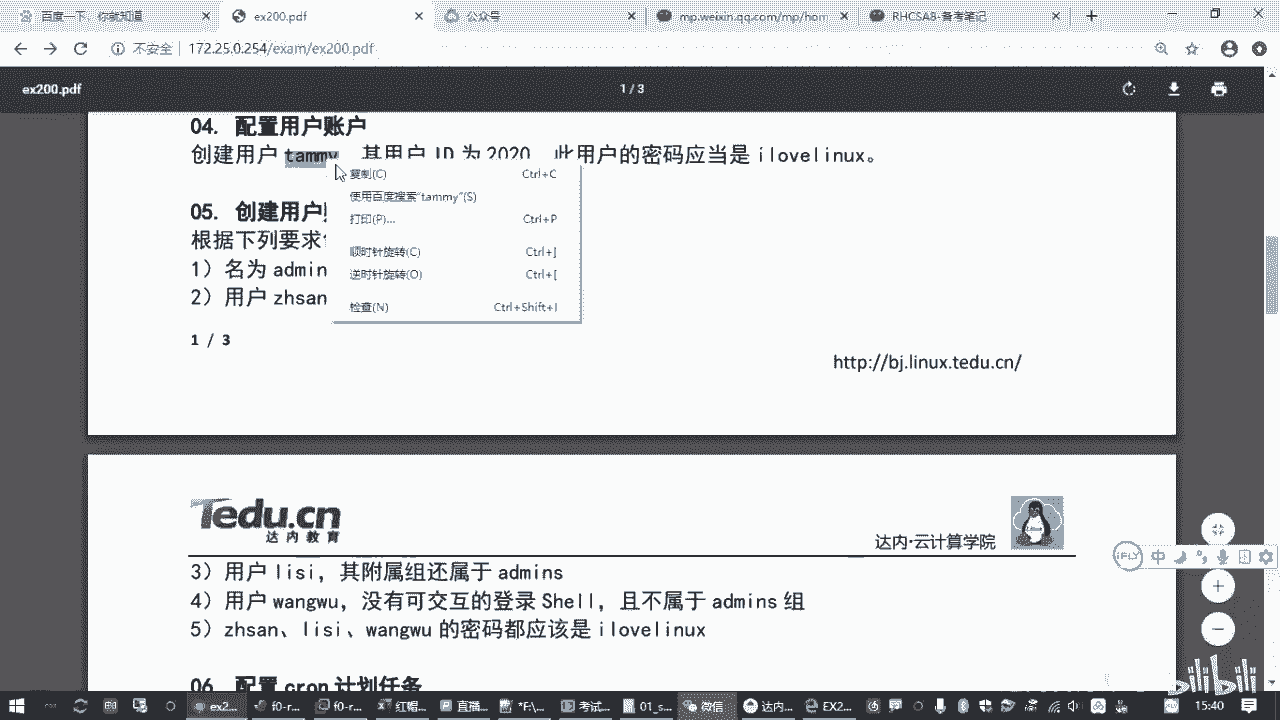 百度一下，你就知道
ex200.pdf
公众号
mp.weixin.qq.com/mp/hom
RHCSA8-备考笔记
不安全
172.25.0.254/exam/ex200.pdf
ex200.pdf
1 / 3
04. 配置用户账户
创建用户 tammy，其用户 ID 为 2020。此用户的密码应当是 ilovelinux。
复制(C) Ctrl+C
使用百度搜索“tammy”(S)
打印(P)... Ctrl+P
顺时针旋转(C) Ctrl+]
逆时针旋转(O) Ctrl+[
检查(N) Ctrl+Shift+I
05. 创建用户
根据下列要求
1）名为 admin
2）用户 zhsan
1 / 3
http://bj.linux.tedu.cn/
Tedu.cn
达内教育
达内·云计算学院
iFLY 中
3）用户 lisi，其附属组还属于 admins
4）用户 wangwu，没有可交互的登录 Shell，且不属于 admins 组
5）zhsan、lisi、wangwu 的密码都应该是 ilovelinux
06. 配置 cron 计划任务
ex2...
f0-r...
f0-r...
红帽...
直播...
*F:\...
考试...
01_s...
微信
达内...
EX2...
15:40